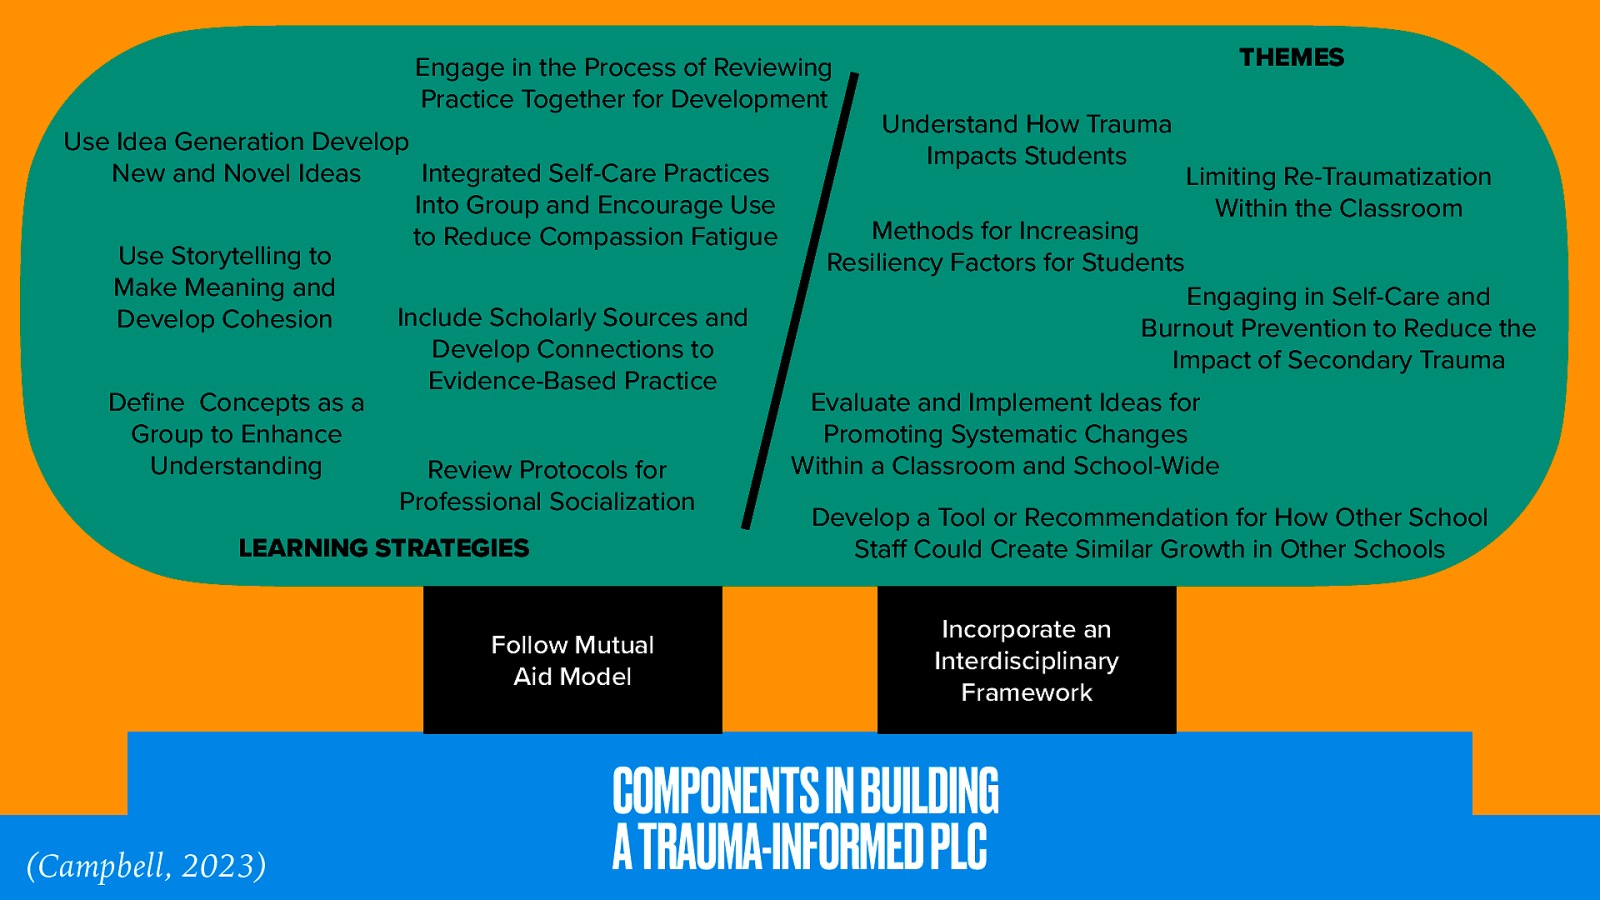 Engage in the Process of Reviewing
Practice Together for Development
Use Idea Generation Develop
New and Novel Ideas
Integrated Self-Care Practices
Into Group and Encourage Use
to Reduce Compassion Fatigue
Use Storytelling to
Make Meaning and
Develop Cohesion
Include Scholarly Sources and
Develop Connections to
Evidence-Based Practice
Define  Concepts as a
Group to Enhance
Understanding
Review Protocols for
Professional Socialization
LEARNING STRATEGIES
THEMES
Understand How Trauma
Impacts Students
Limiting Re-Traumatization
Within the Classroom
Methods for Increasing
Resiliency Factors for Students
Engaging in Self-Care and
Burnout Prevention to Reduce the
Impact of Secondary Trauma
Evaluate and Implement Ideas for
Promoting Systematic Changes
Within a Classroom and School-Wide
Develop a Tool or Recommendation for How Other School
Staff Could Create Similar Growth in Other Schools
Follow Mutual
Aid Model
Incorporate an
Interdisciplinary
Framework
COMPONENTS IN BUILDING
A TRAUMA-INFORMED PLC
(Campbell, 2023)